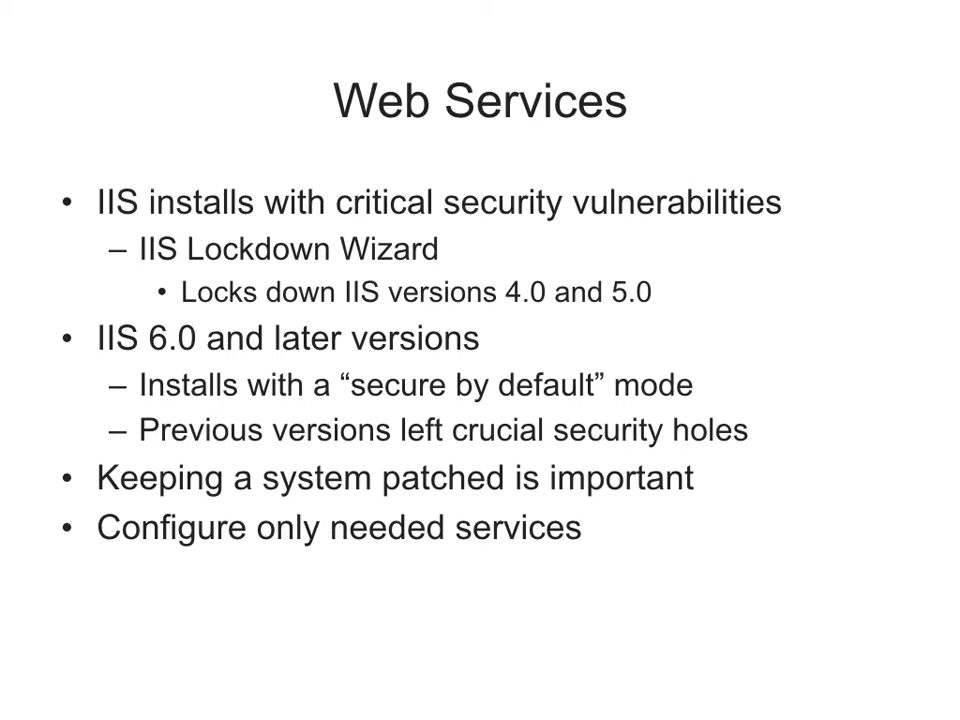 Web Services
• IIS installs with critical security vulnerabilities
– IIS Lockdown Wizard
• Locks down IIS versions 4.0 and 5.0
• IIS 6.0 and later versions
– Installs with a “secure by default” mode
– Previous versions left crucial security holes
• Keeping a system patched is important
• Configure only needed services